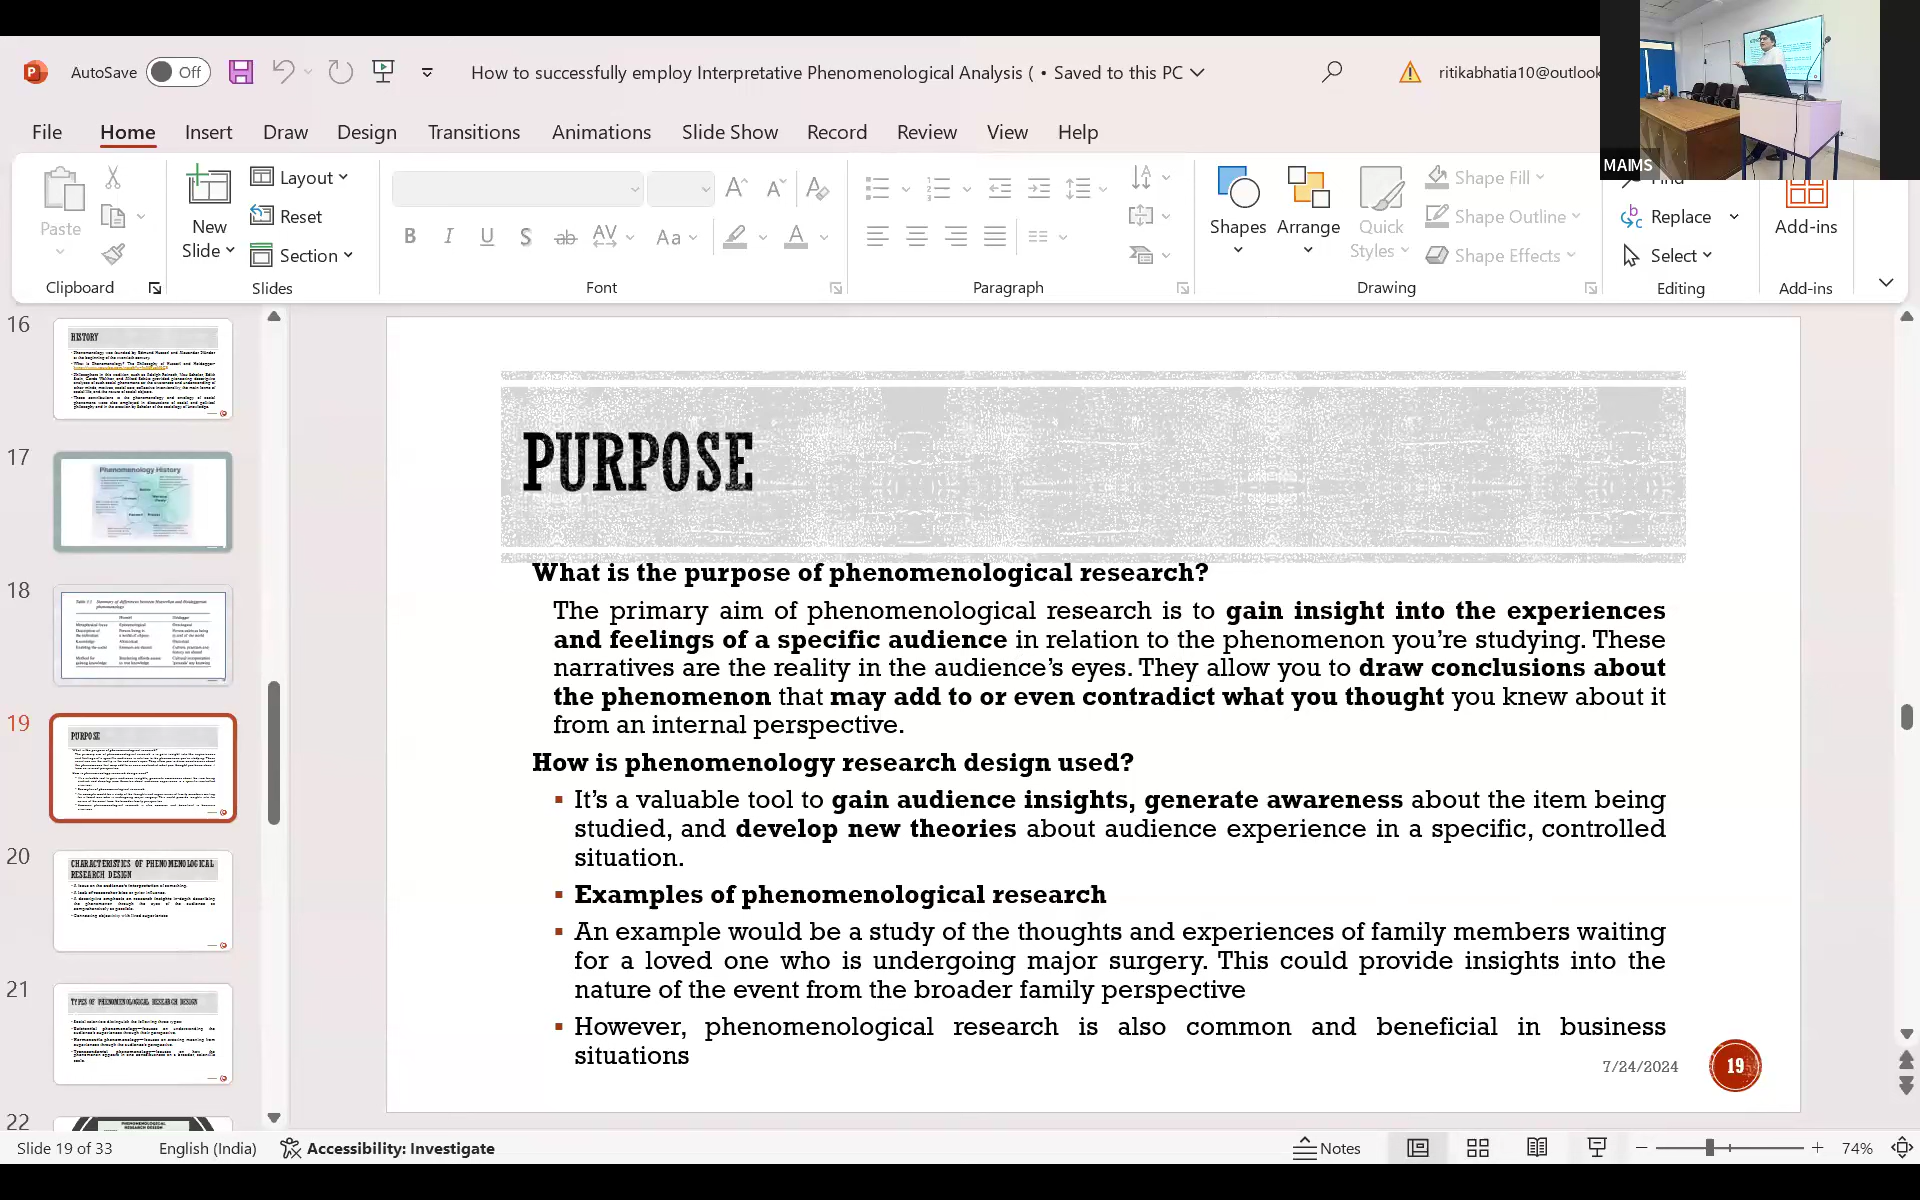 AutoSave Off
How to successfully employ Interpretative Phenomenological Analysis ( • Saved to this PC
ritikabhatia10@outlook
MAIMS
File Home Insert Draw Design Transitions Animations Slide Show Record Review View Help
Paste
Clipboard
New
Slide
Layout
Reset
Section
Slides
B I U S ab AV Aa A
Font
Paragraph
Shapes
Arrange
Quick
Styles
Shape Fill
Shape Outline
Shape Effects
Drawing
Find
Replace
Select
Editing
Add-ins
Add-ins
16
HISTORY
17
Phenomenology History
18
19
PURPOSE
20
CHARACTERISTICS OF PHENOMENOLOGICAL
RESEARCH DESIGN
21
TYPES OF PHENOMENOLOGICAL RESEARCH DESIGN
22
PURPOSE
What is the purpose of phenomenological research?
The primary aim of phenomenological research is to gain insight into the experiences
and feelings of a specific audience in relation to the phenomenon you’re studying. These
narratives are the reality in the audience’s eyes. They allow you to draw conclusions about
the phenomenon that may add to or even contradict what you thought you knew about it
from an internal perspective.
How is phenomenology research design used?
▪ It’s a valuable tool to gain audience insights, generate awareness about the item being
studied, and develop new theories about audience experience in a specific, controlled
situation.
▪ Examples of phenomenological research
▪ An example would be a study of the thoughts and experiences of family members waiting
for a loved one who is undergoing major surgery. This could provide insights into the
nature of the event from the broader family perspective
▪ However, phenomenological research is also common and beneficial in business
situations
7/24/2024
19
Slide 19 of 33
English (India)
Accessibility: Investigate
Notes
74%